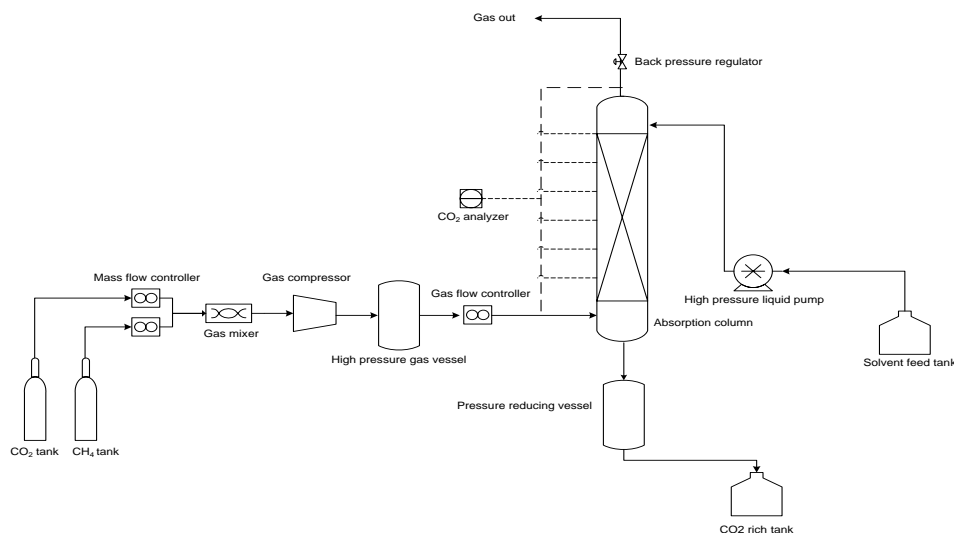 Gas out
Back pressure regulator
CO₂ analyzer
Mass flow controller
Gas compressor
Gas flow controller
High pressure liquid pump
Gas mixer
Absorption column
High pressure gas vessel
Solvent feed tank
Pressure reducing vessel
CO₂ tank
CH₄ tank
CO2 rich tank